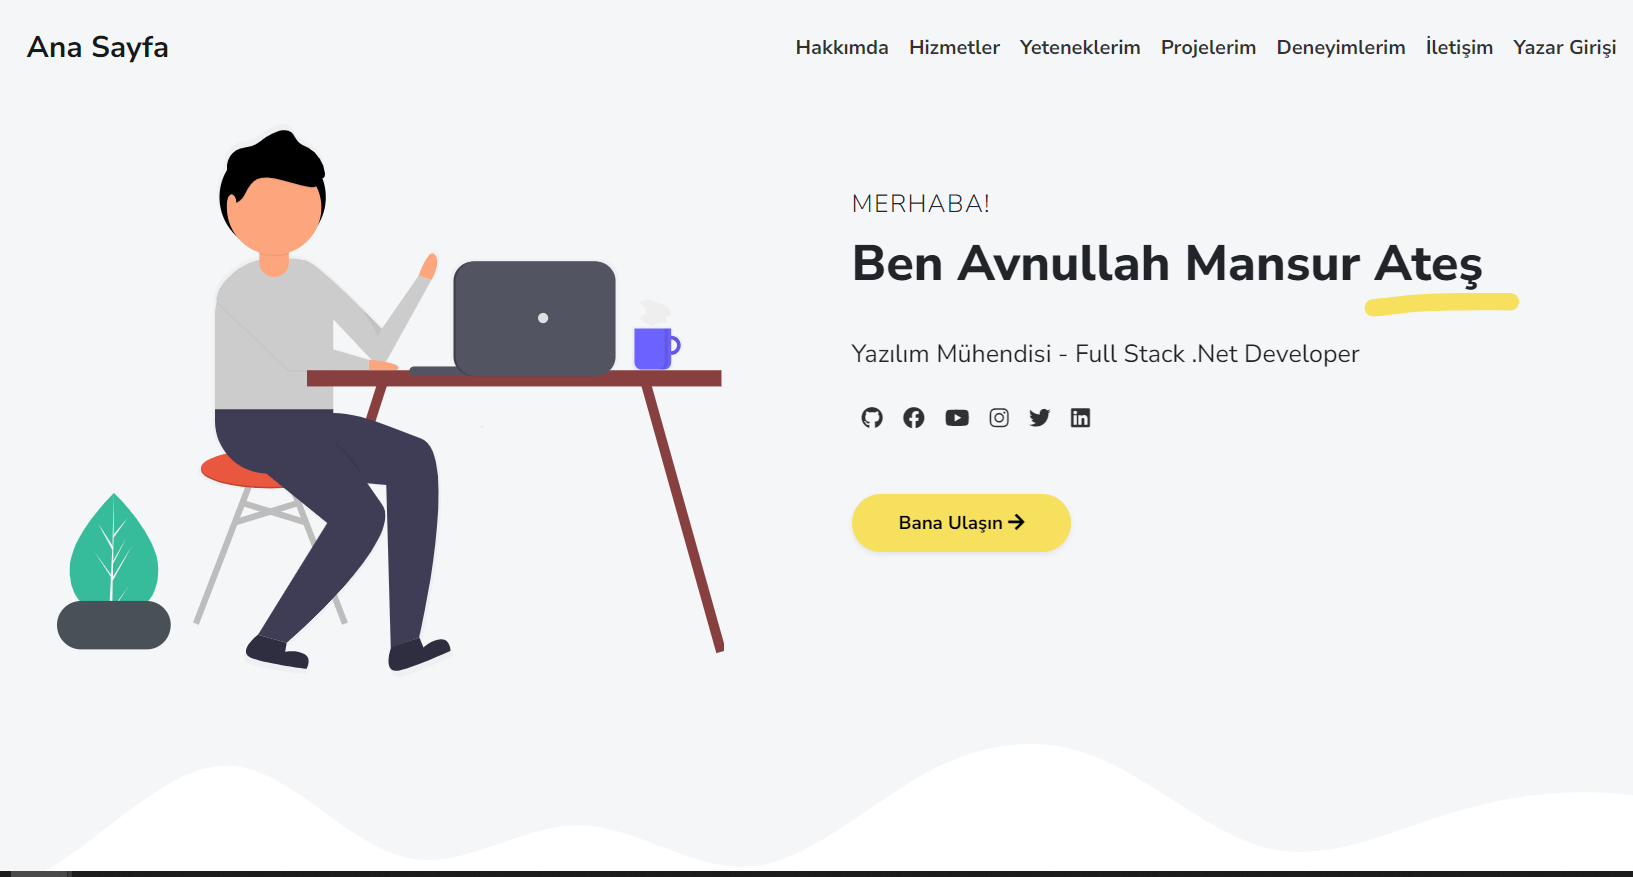 Ana Sayfa
Hakkımda Hizmetler Yeteneklerim Projelerim Deneyimlerim İletişim Yazar Girişi
MERHABA!
Ben Avnullah Mansur Ateş
Yazılım Mühendisi - Full Stack .Net Developer
Bana Ulaşın